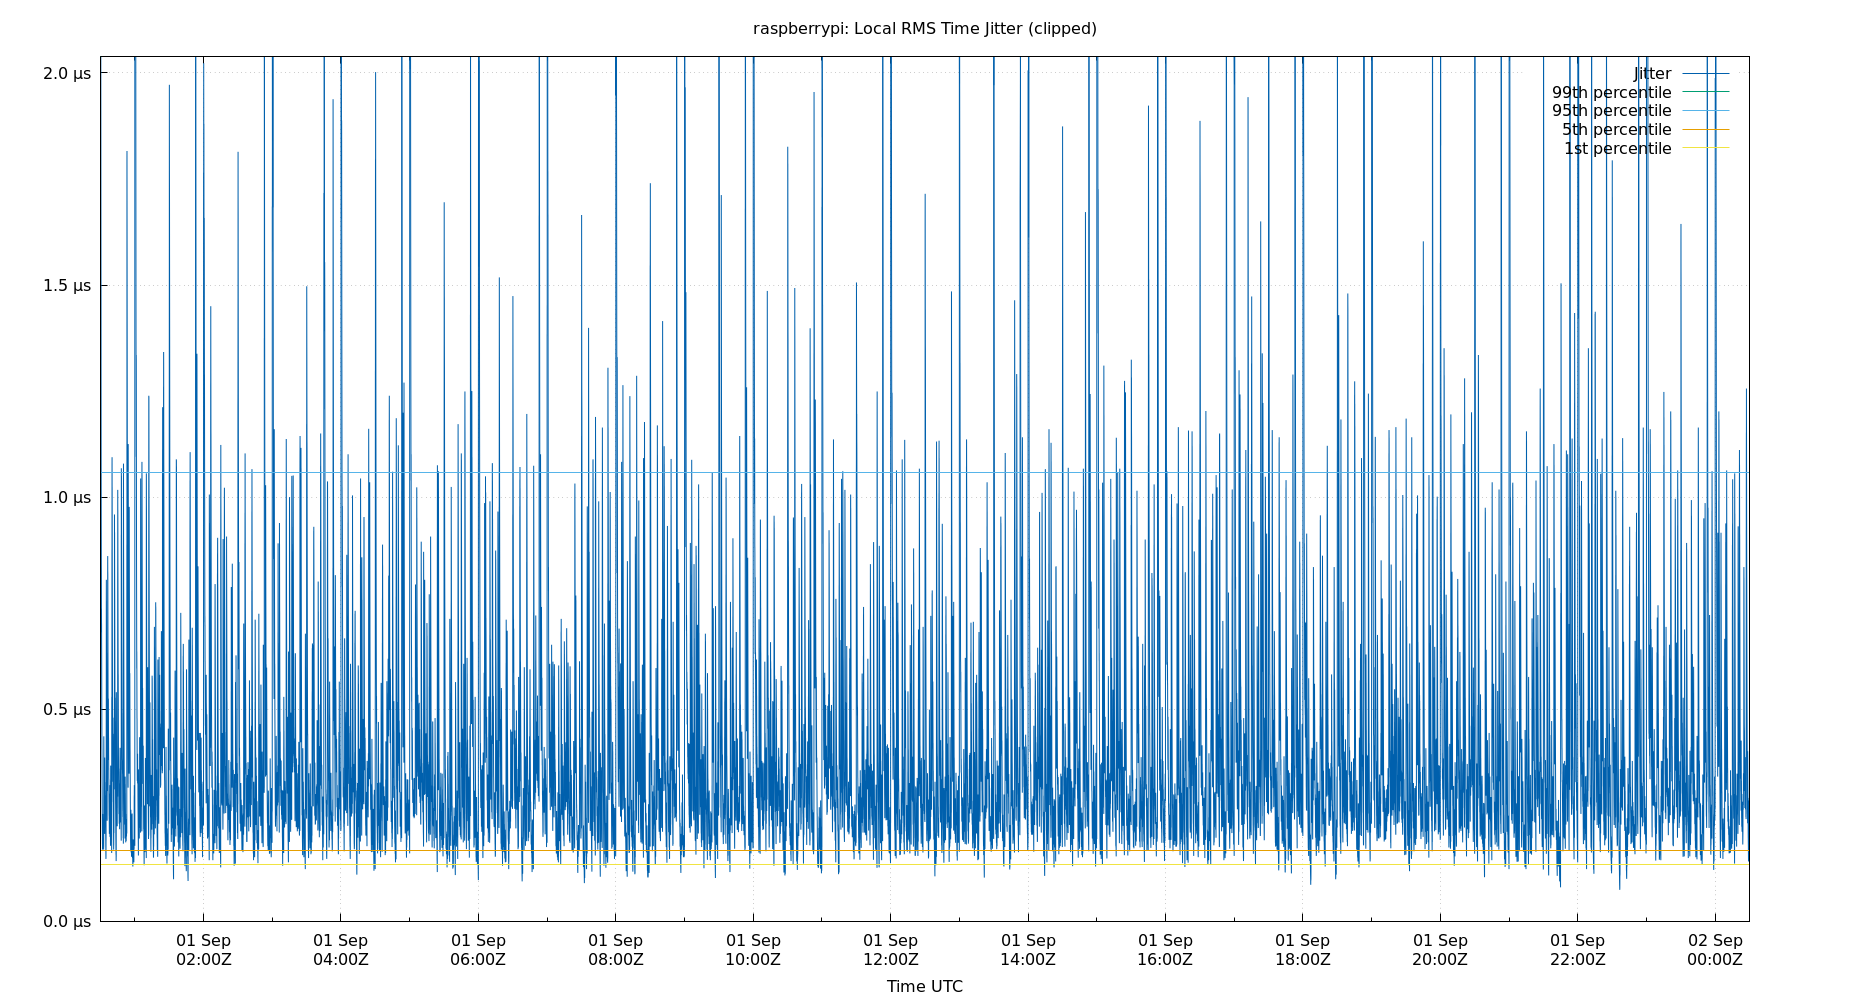 raspberrypi: Local RMS Time Jitter (clipped)
2.0 µs
1.5 µs
1.0 µs
0.5 µs
0.0 µs
Jitter
99th percentile
95th percentile
5th percentile
1st percentile
01 Sep 01 Sep 01 Sep 01 Sep 01 Sep 01 Sep 01 Sep 01 Sep 01 Sep 01 Sep 01 Sep 02 Sep
02:00Z 04:00Z 06:00Z 08:00Z 10:00Z 12:00Z 14:00Z 16:00Z 18:00Z 20:00Z 22:00Z 00:00Z
Time UTC